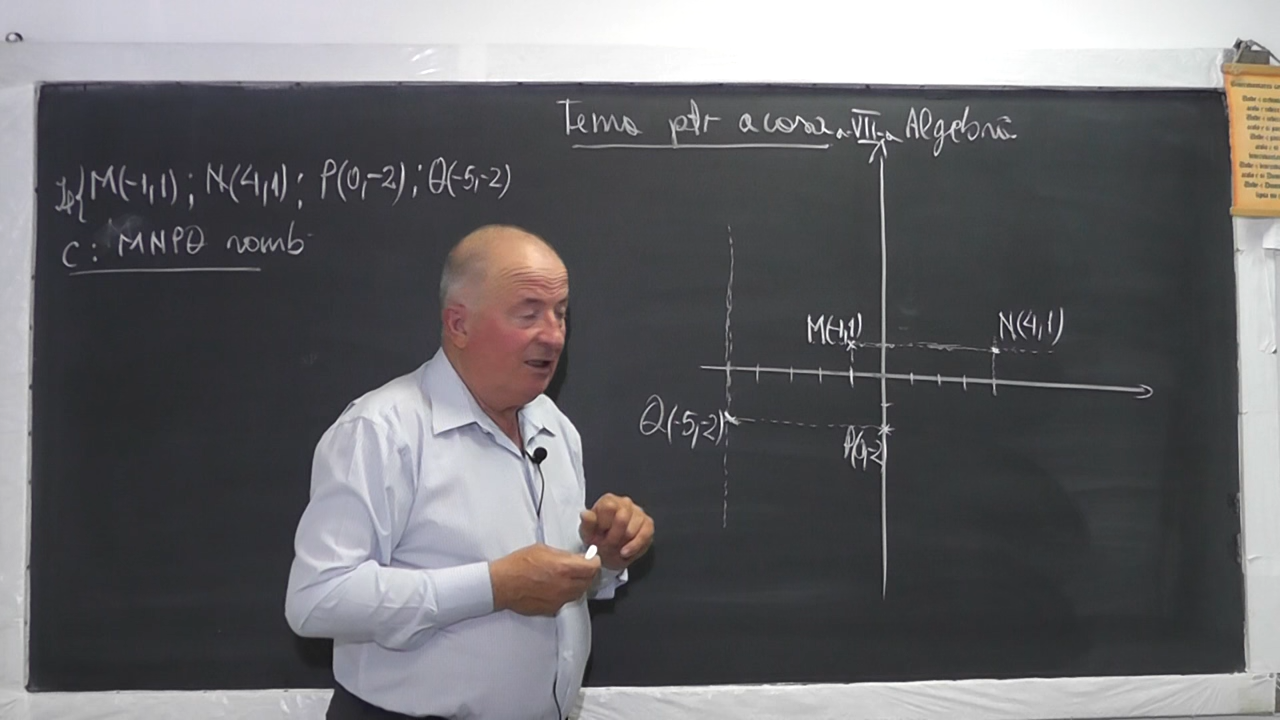 Tema ptr acasa a VII-a Algebră
Ip{M(-1,1); N(4,1); P(0,-2); Q(-5,-2)
C: MNPQ romb
M(-1,1)
N(4,1)
Q(-5,-2)
P(0,-2